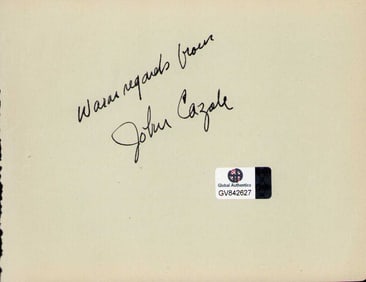 Warm regards from
John Cazale
Global Authentics
GV842627